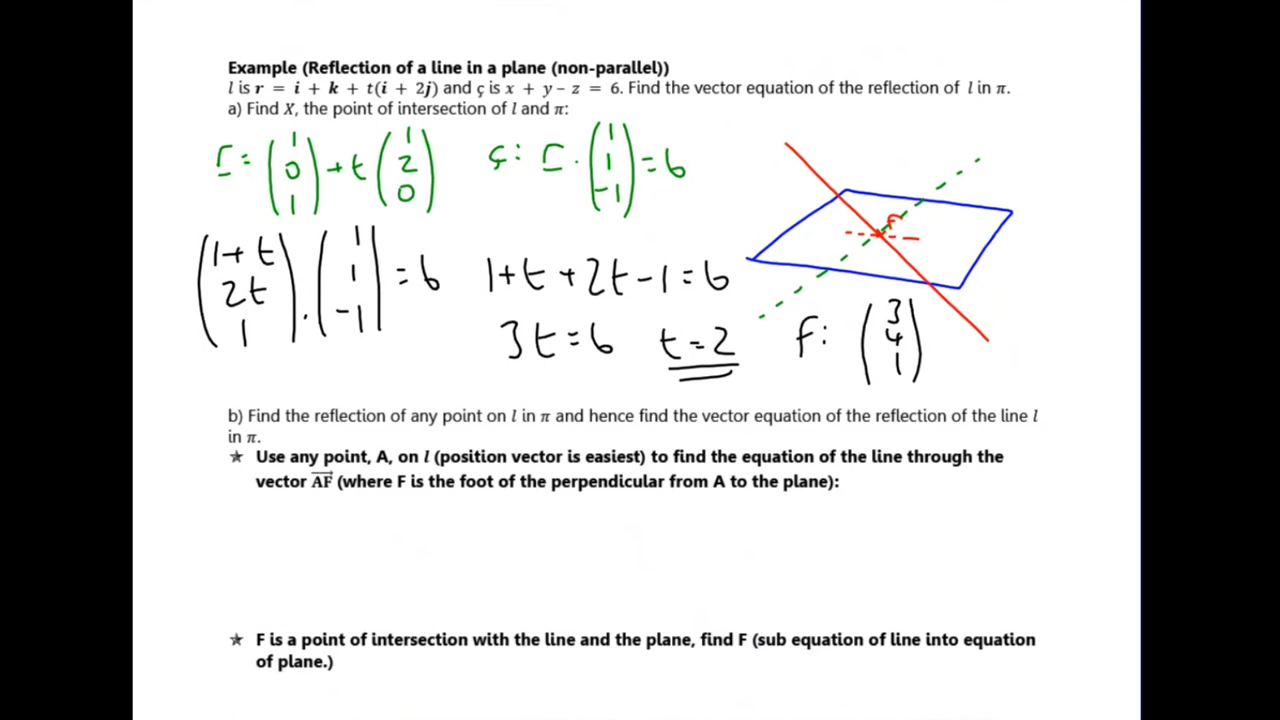 Example (Reflection of a line in a plane (non-parallel))
l is r = i + k + t(i + 2j) and ç is x + y − z = 6. Find the vector equation of the reflection of l in π.
a) Find X, the point of intersection of l and π:
r = (1 0 1) + t (1 2 0)   ç: r · (1 1 -1) = 6
F
(1+t 2t 1) · (1 1 -1) = 6   1+t+2t-1=6
3t=6   t=2   F: (3 4 1)
b) Find the reflection of any point on l in π and hence find the vector equation of the reflection of the line l
in π.
★ Use any point, A, on l (position vector is easiest) to find the equation of the line through the
vector A⃗F⃗ (where F is the foot of the perpendicular from A to the plane):
★ F is a point of intersection with the line and the plane, find F (sub equation of line into equation
of plane.)